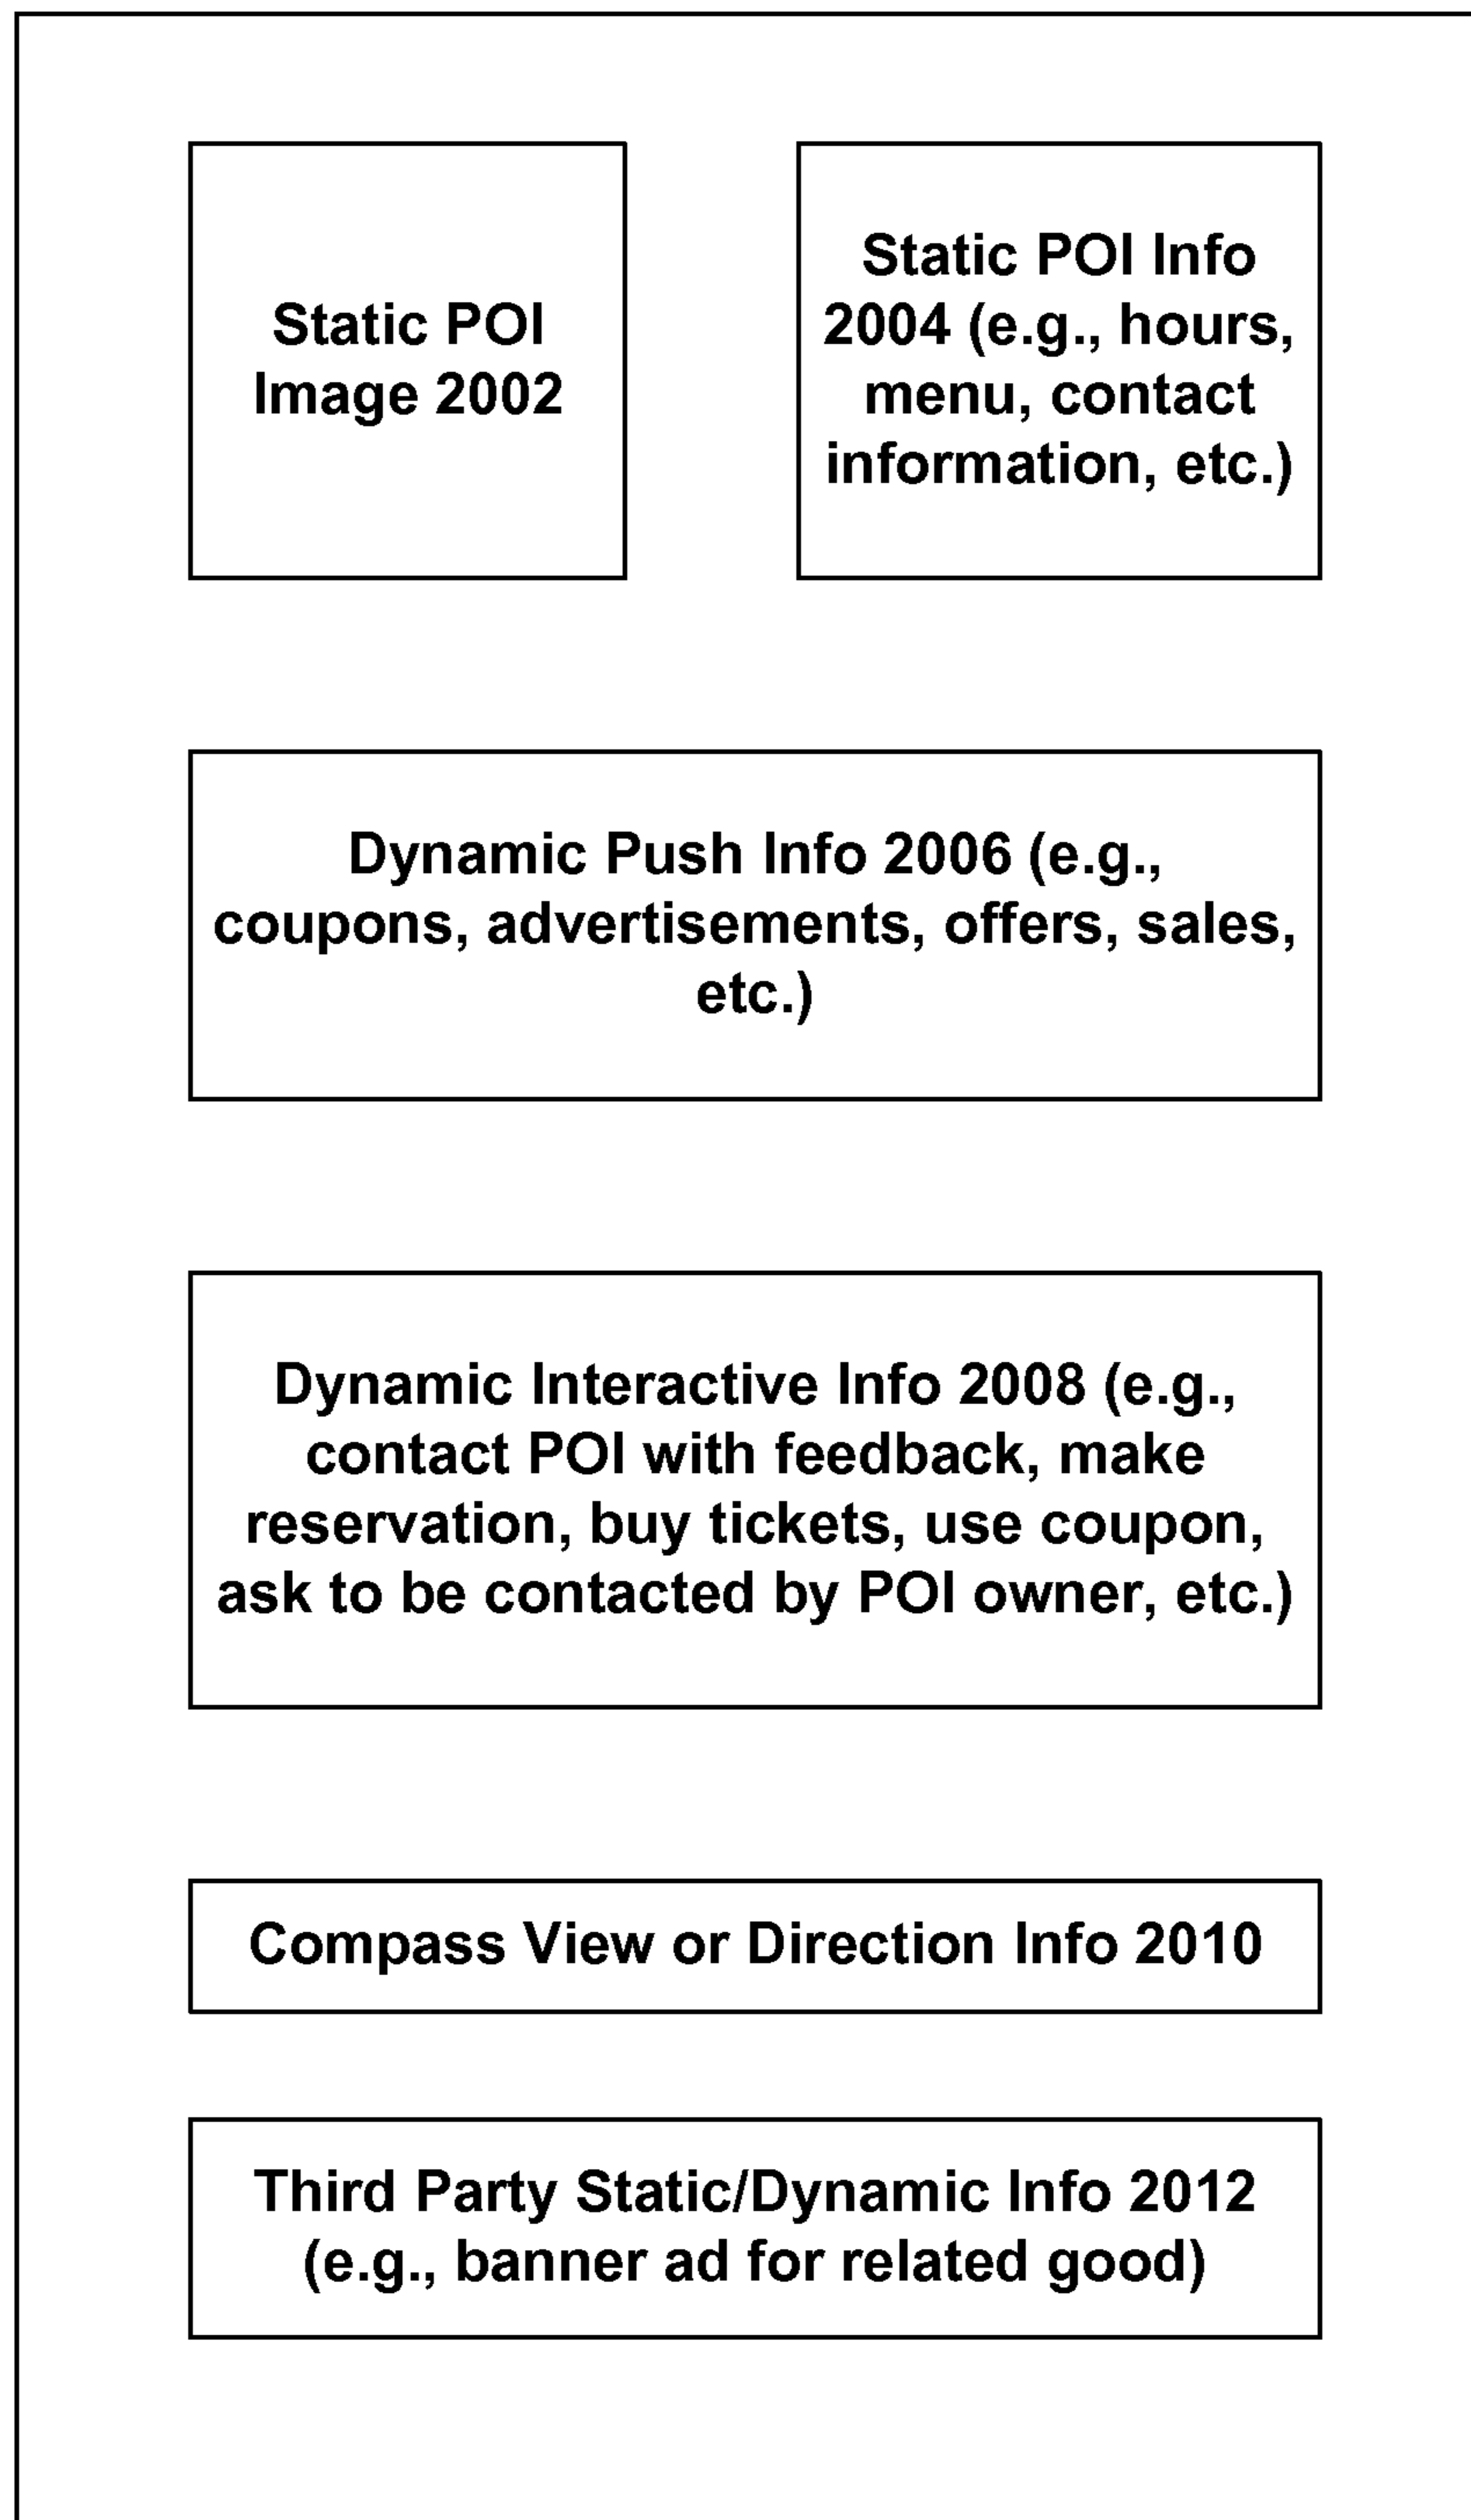 Static POI
Image 2002
Static POI Info
2004 (e.g., hours,
menu, contact
information, etc.)
Dynamic Push Info 2006 (e.g.,
coupons, advertisements, offers, sales,
etc.)
Dynamic Interactive Info 2008 (e.g.,
contact POI with feedback, make
reservation, buy tickets, use coupon,
ask to be contacted by POI owner, etc.)
Compass View or Direction Info 2010
Third Party Static/Dynamic Info 2012
(e.g., banner ad for related good)